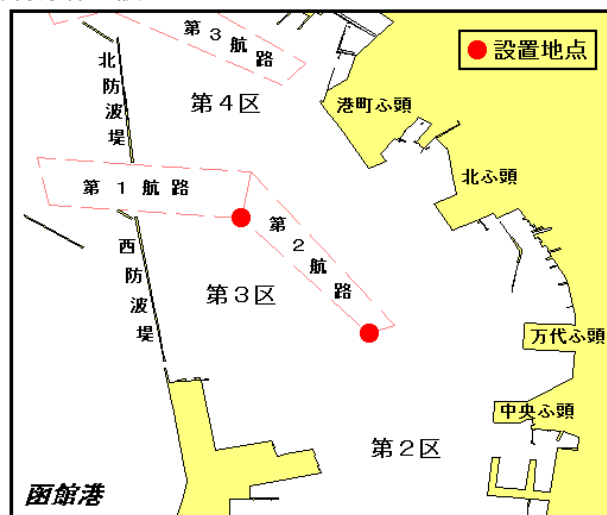 第3航路
設置地点
北防波堤
第4区
港町ふ頭
北ふ頭
第1航路
第2航路
西防波堤
第3区
万代ふ頭
中央ふ頭
第2区
函館港